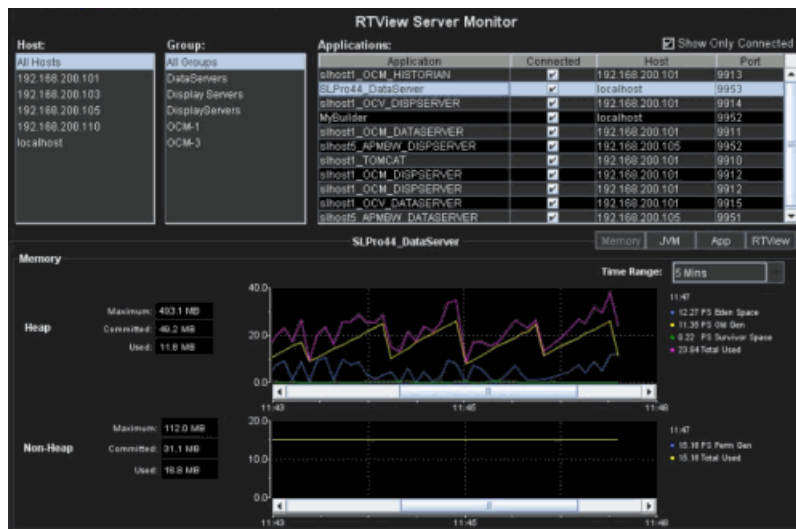 RTView Server Monitor
Host: Group: Applications: Show Only Connected
All Hosts All Groups Application Connected Host Port
192.168.200.101 DataServers slhost1_OCM_HISTORIAN 192.168.200.101 9913
192.168.200.103 Display Servers SLPro44_DataServer localhost 9953
192.168.200.105 DisplayServers slhost1_OCV_DISPSERVER 192.168.200.101 9914
192.168.200.110 OCM-1 MyBuilder localhost 9952
localhost OCM-3 slhost1_OCM_DATASERVER 192.168.200.101 9911
slhost5_APMBW_DISPSERVER 192.168.200.105 9952
slhost1_TOMCAT 192.168.200.101 9910
slhost1_OCM_DISPSERVER 192.168.200.101 9912
slhost1_OCM_DISPSERVER 192.168.200.101 9912
slhost1_OCV_DATASERVER 192.168.200.101 9915
slhost5_APMBW_DATASERVER 192.168.200.105 9951
SLPro44_DataServer Memory JVM App RTView
Memory
Time Range: 5 Mins
Heap
Maximum: 493.1 MB
Committed: 49.2 MB
Used: 11.8 MB
40.0
20.0
0.0
11:43 11:45 11:48
11:47
12.27 PS Eden Space
11.35 PS Old Gen
0.22 PS Survivor Space
23.84 Total Used
Non-Heap
Maximum: 112.0 MB
Committed: 31.1 MB
Used: 18.8 MB
20.0
10.0
0.0
11:43 11:45 11:48
11:47
15.16 PS Perm Gen
15.16 Total Used